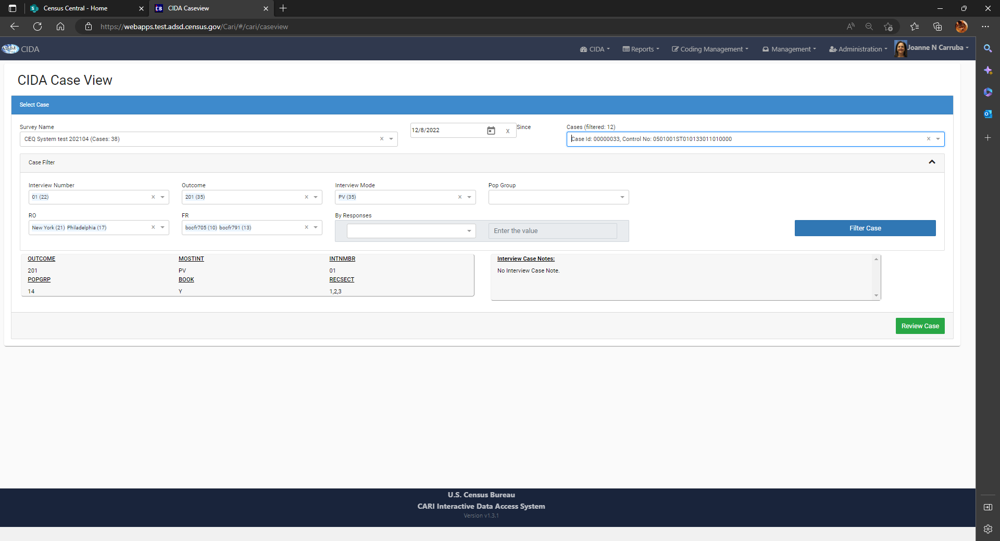 Census Central - Home
CIDA Caseview
https://webapps.test.adsd.census.gov/Cari/#/cari/caseview
CIDA
CIDA
Reports
Coding Management
Management
Administration
Joanne N Carruba
CIDA Case View
Select Case
Survey Name
CEQ System test 202104 (Cases: 38)
12/8/2022
x
Since
Cases (filtered: 12)
Case Id: 00000033, Control No: 0501001ST010133011010000
Case Filter
Interview Number
01 (22)
Outcome
201 (35)
Interview Mode
PV (35)
Pop Group
RO
New York (21) Philadelphia (17)
FR
bocfr705 (10) bocfr791 (13)
By Responses
Enter the value
Filter Case
OUTCOME MOSTINT INTNMBR
201 PV 01
POPGRP BOOK RECSECT
14 Y 1,2,3
Interview Case Notes:
No Interview Case Note.
Review Case
U.S. Census Bureau
CARI Interactive Data Access System
Version v1.3.1